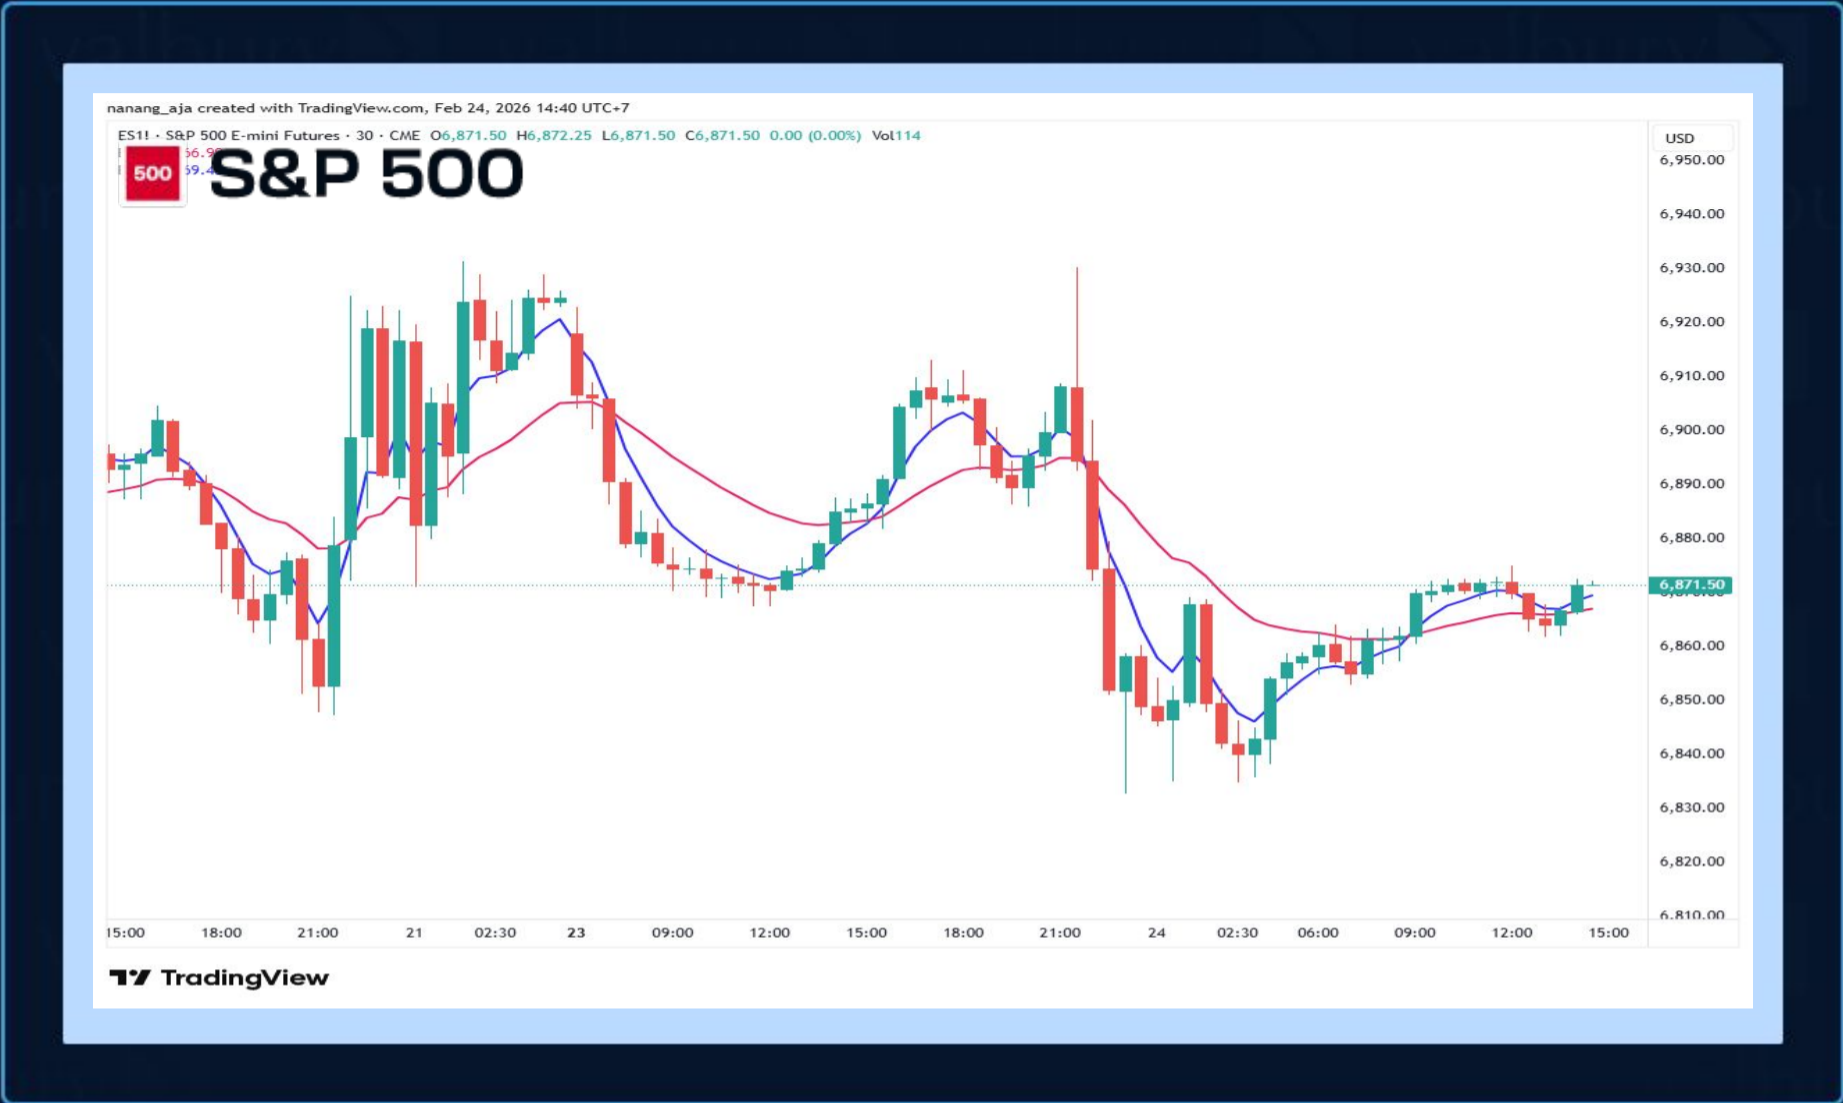 nanang_aja created with TradingView.com, Feb 24, 2026 14:40 UTC+7
ES1! · S&P 500 E-mini Futures · 30 · CME O6,871.50 H6,872.25 L6,871.50 C6,871.50 0.00 (0.00%) Vol114
USD
500 S&P 500
6,950.00
6,940.00
6,930.00
6,920.00
6,910.00
6,900.00
6,890.00
6,880.00
6,871.50
6,860.00
6,850.00
6,840.00
6,830.00
6,820.00
6,810.00
15:00 18:00 21:00 21 02:30 23 09:00 12:00 15:00 18:00 21:00 24 02:30 06:00 09:00 12:00 15:00
TradingView